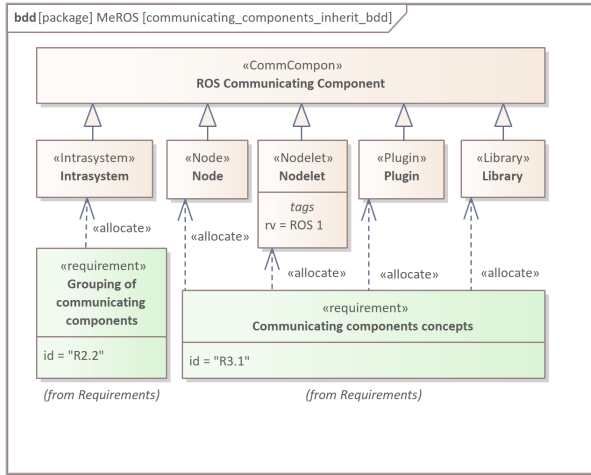 bdd [package] MeROS [communicating_components_inherit_bdd]
«CommCompon»
ROS Communicating Component
«Intrasystem»
Intrasystem
«Node»
Node
«Nodelet»
Nodelet
tags
rv = ROS 1
«Plugin»
Plugin
«Library»
Library
«allocate»
«allocate»
«allocate»
«allocate»
«allocate»
«requirement»
Grouping of
communicating
components
id = "R2.2"
(from Requirements)
«requirement»
Communicating components concepts
id = "R3.1"
(from Requirements)